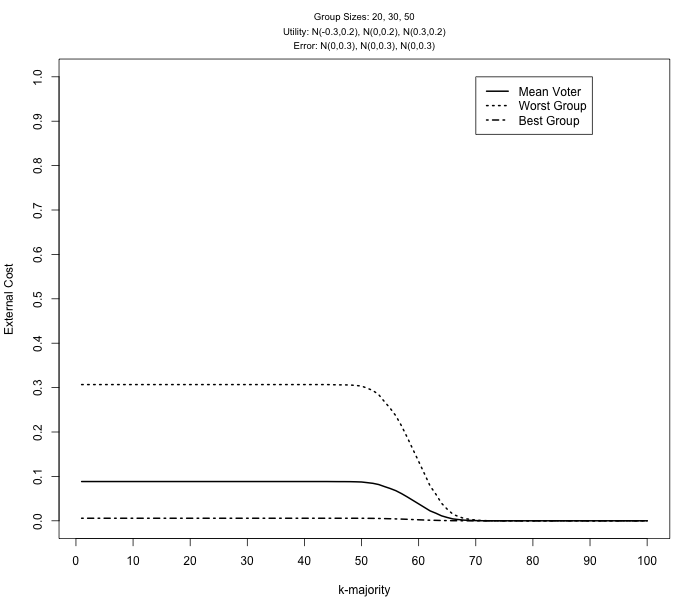 Group Sizes: 20, 30, 50
Utility: N(-0.3,0.2), N(0,0.2), N(0.3,0.2)
Error: N(0,0.3), N(0,0.3), N(0,0.3)
Mean Voter
Worst Group
Best Group
External Cost
1.0
0.9
0.8
0.7
0.6
0.5
0.4
0.3
0.2
0.1
0.0
0 10 20 30 40 50 60 70 80 90 100
k-majority